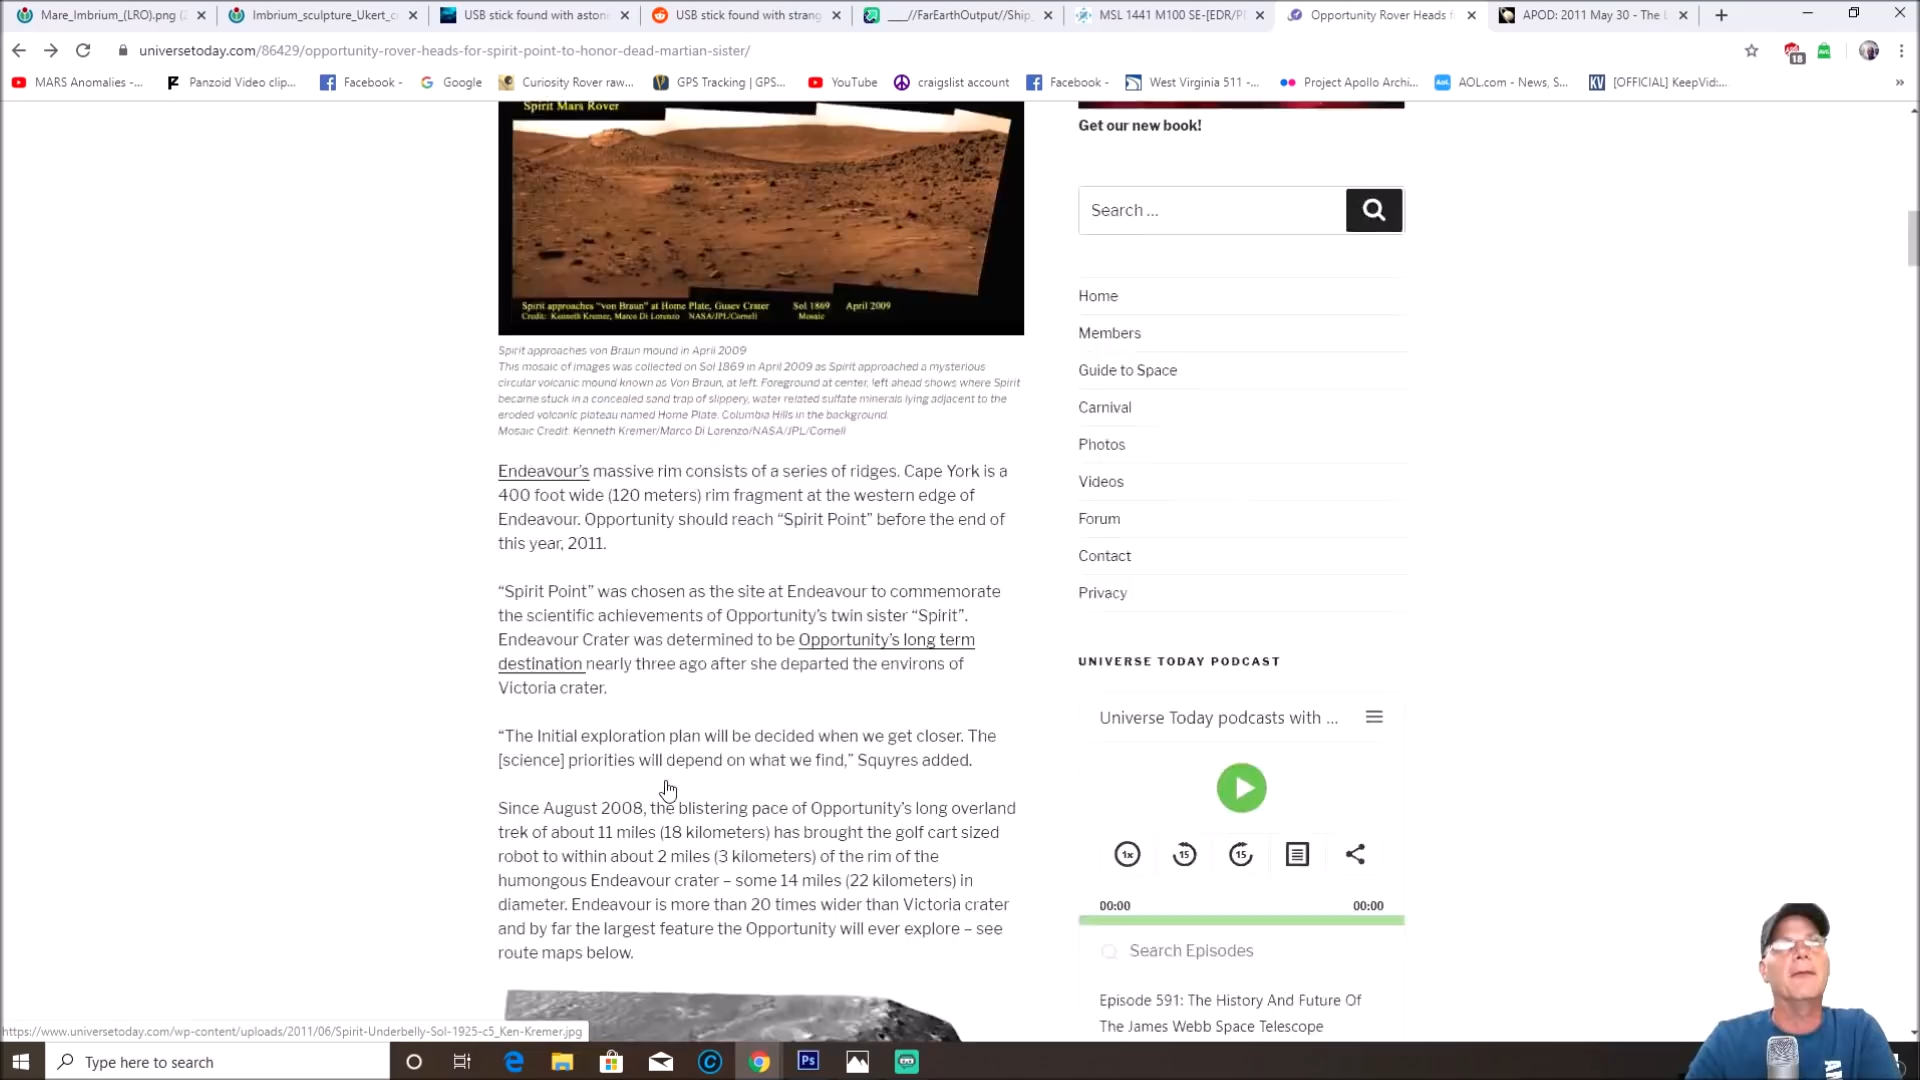 Mare_Imbrium_(LRO).png (
Imbrium_sculpture_Ukert_c
USB stick found with aston
USB stick found with strang
____//FarEarthOutput//Ship_
MSL 1441 M100 SE-[EDR/P
Opportunity Rover Heads f
APOD: 2011 May 30 - The L
universetoday.com/86429/opportunity-rover-heads-for-spirit-point-to-honor-dead-martian-sister/
18
MARS Anomalies -...
Panzoid Video clip...
Facebook -
Google
Curiosity Rover raw...
GPS Tracking | GPS...
YouTube
craigslist account
Facebook -
West Virginia 511 -...
Project Apollo Archi...
AOL.com - News, S...
[OFFICIAL] KeepVid:...
Spirit Mars Rover
Spirit approaches "von Braun" at Home Plate, Gusev Crater Sol 1869 April 2009
Credit: Kenneth Kremer, Marco Di Lorenzo NASA/JPL/Cornell Mosaic
Spirit approaches von Braun mound in April 2009
This mosaic of images was collected on Sol 1869 in April 2009 as Spirit approached a mysterious
circular volcanic mound known as Von Braun, at left. Foreground at center, left ahead shows where Spirit
became stuck in a concealed sand trap of slippery, water related sulfate minerals lying adjacent to the
eroded volcanic plateau named Home Plate. Columbia Hills in the background.
Mosaic Credit: Kenneth Kremer/Marco Di Lorenzo/NASA/JPL/Cornell
Endeavour's massive rim consists of a series of ridges. Cape York is a
400 foot wide (120 meters) rim fragment at the western edge of
Endeavour. Opportunity should reach “Spirit Point” before the end of
this year, 2011.
“Spirit Point” was chosen as the site at Endeavour to commemorate
the scientific achievements of Opportunity's twin sister “Spirit”.
Endeavour Crater was determined to be Opportunity's long term
destination nearly three ago after she departed the environs of
Victoria crater.
“The Initial exploration plan will be decided when we get closer. The
[science] priorities will depend on what we find,” Squyres added.
Since August 2008, the blistering pace of Opportunity's long overland
trek of about 11 miles (18 kilometers) has brought the golf cart sized
robot to within about 2 miles (3 kilometers) of the rim of the
humongous Endeavour crater – some 14 miles (22 kilometers) in
diameter. Endeavour is more than 20 times wider than Victoria crater
and by far the largest feature the Opportunity will ever explore – see
route maps below.
Get our new book!
Search …
Home
Members
Guide to Space
Carnival
Photos
Videos
Forum
Contact
Privacy
UNIVERSE TODAY PODCAST
Universe Today podcasts with ...
1x
15
15
00:00
00:00
Search Episodes
Episode 591: The History And Future Of
The James Webb Space Telescope
https://www.universetoday.com/wp-content/uploads/2011/06/Spirit-Underbelly-Sol-1925-c5_Ken-Kremer.jpg
Type here to search